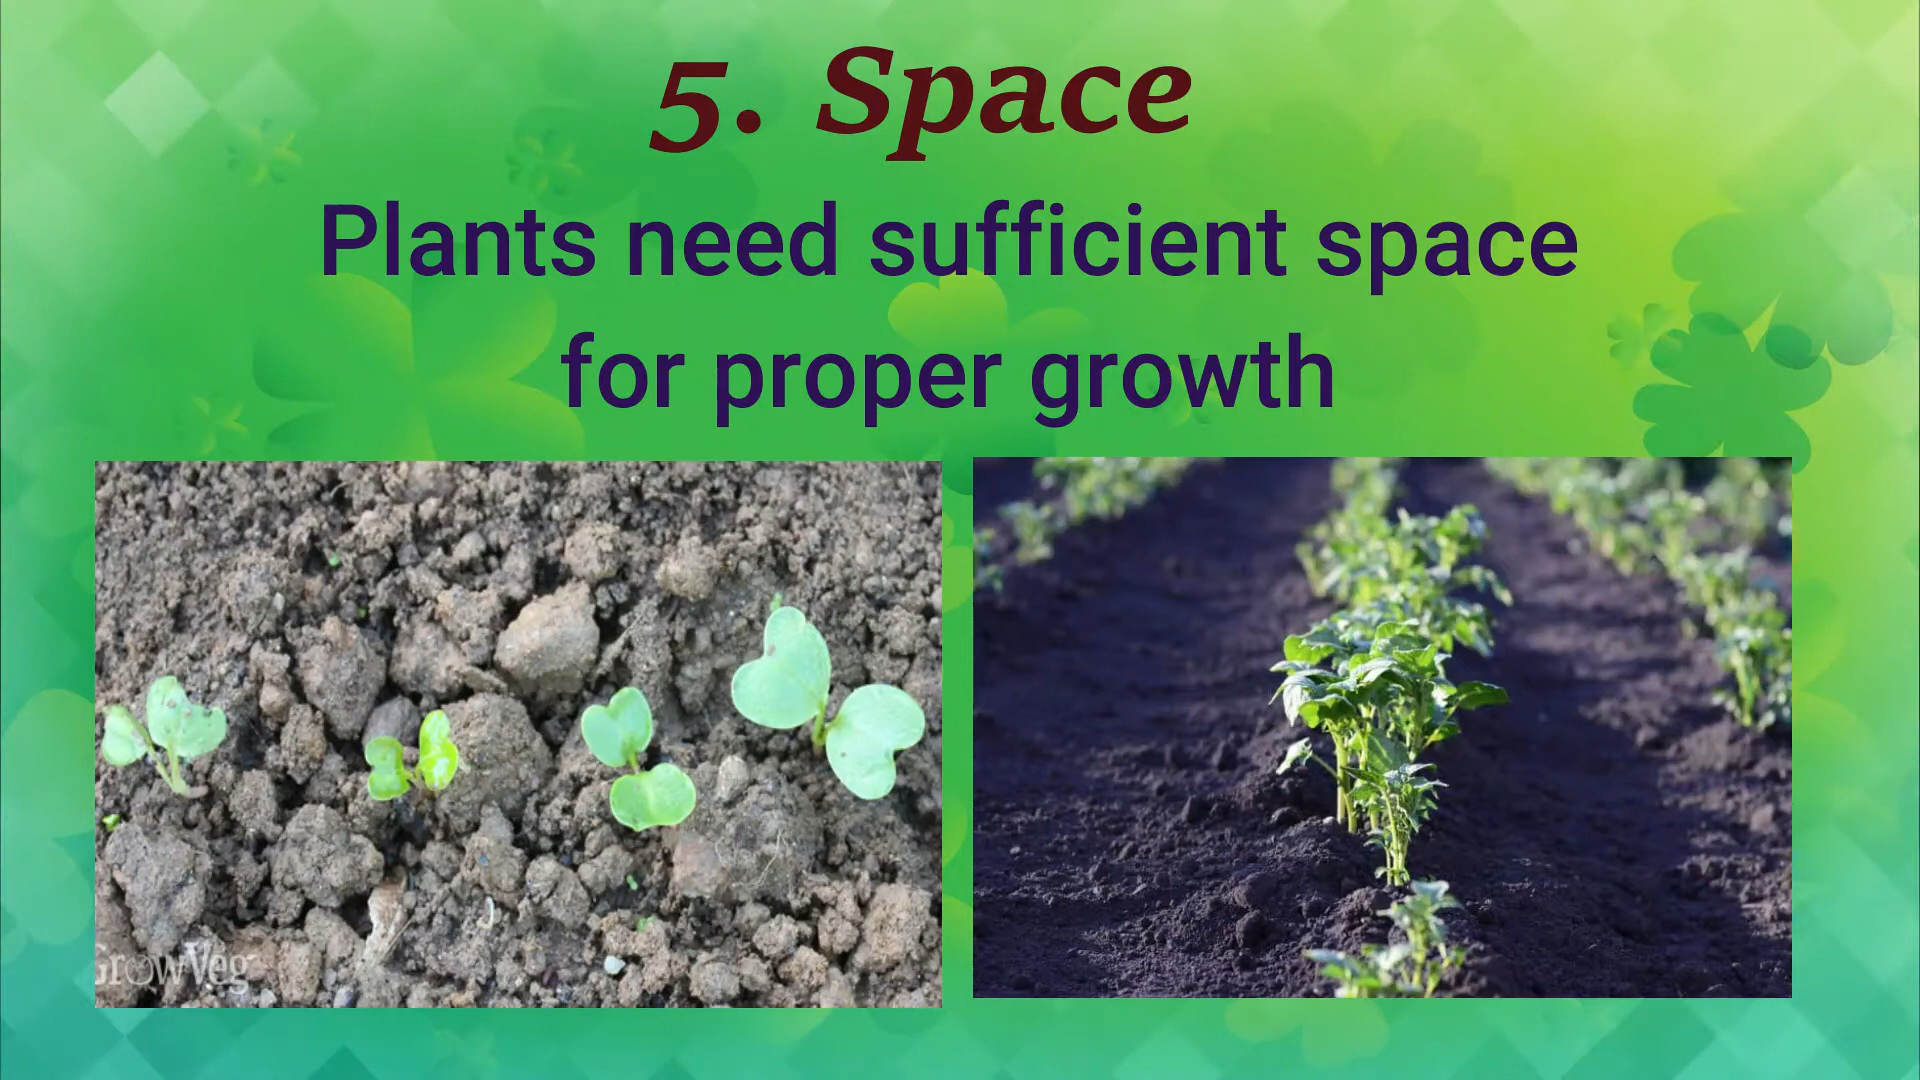 5. Space
Plants need sufficient space
for proper growth
GrowVeg